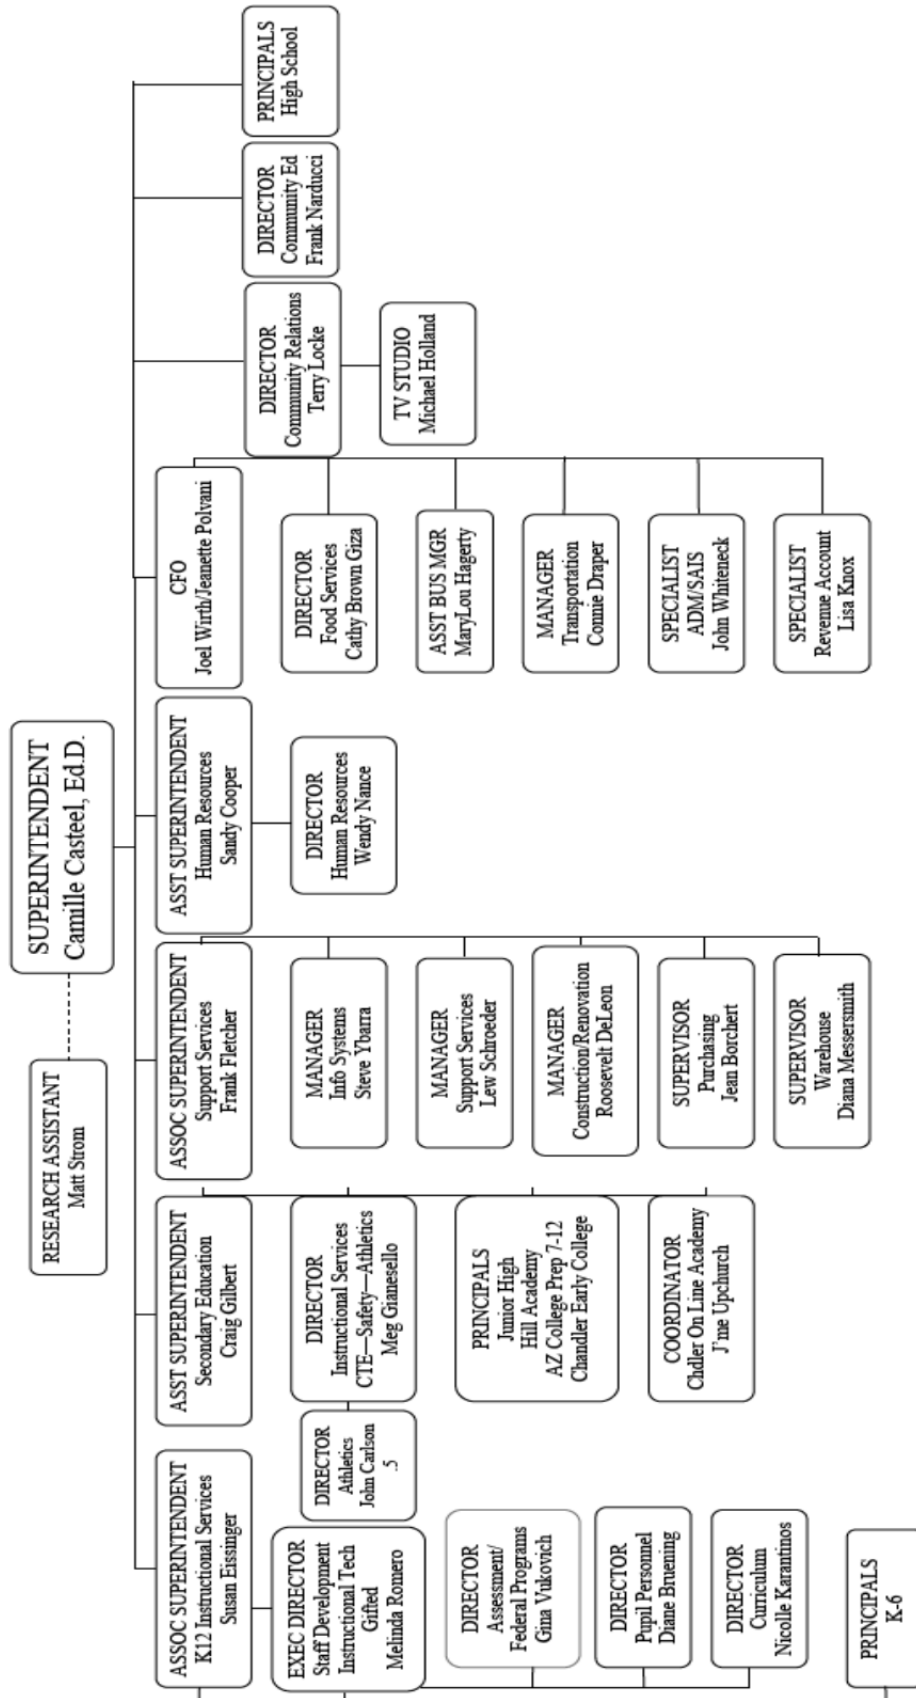 SUPERINTENDENT
Camille Casteel, Ed.D.
RESEARCH ASSISTANT
Matt Strom
ASSOC SUPERINTENDENT
K12 Instructional Services
Susan Eissinger
EXEC DIRECTOR
Staff Development
Instructional Tech
Gifted
Melinda Romero
DIRECTOR
Assessment/
Federal Programs
Gina Vukovich
DIRECTOR
Pupil Personnel
Diane Bruening
DIRECTOR
Curriculum
Nicolle Karantinos
PRINCIPALS
K-6
ASST SUPERINTENDENT
Secondary Education
Craig Gilbert
DIRECTOR
Instructional Services
CTE—Safety—Athletics
Meg Gianesello
DIRECTOR
Athletics
John Carlson
.5
PRINCIPALS
Junior High
Hill Academy
AZ College Prep 7-12
Chandler Early College
COORDINATOR
Chdler On Line Academy
J'me Upchurch
ASSOC SUPERINTENDENT
Support Services
Frank Fletcher
MANAGER
Info Systems
Steve Ybarra
MANAGER
Support Services
Lew Schroeder
MANAGER
Construction/Renovation
Roosevelt DeLeon
SUPERVISOR
Purchasing
Jean Borchert
SUPERVISOR
Warehouse
Diana Messersmith
ASST SUPERINTENDENT
Human Resources
Sandy Cooper
DIRECTOR
Human Resources
Wendy Nance
CFO
Joel Wirth/Jeanette Polvani
DIRECTOR
Food Services
Cathy Brown Giza
ASST BUS MGR
MaryLou Hagerty
MANAGER
Transportation
Connie Draper
SPECIALIST
ADM/SAIS
John Whiteneck
SPECIALIST
Revenue Account
Lisa Knox
DIRECTOR
Community Relations
Terry Locke
TV STUDIO
Michael Holland
DIRECTOR
Community Ed
Frank Narducci
PRINCIPALS
High School